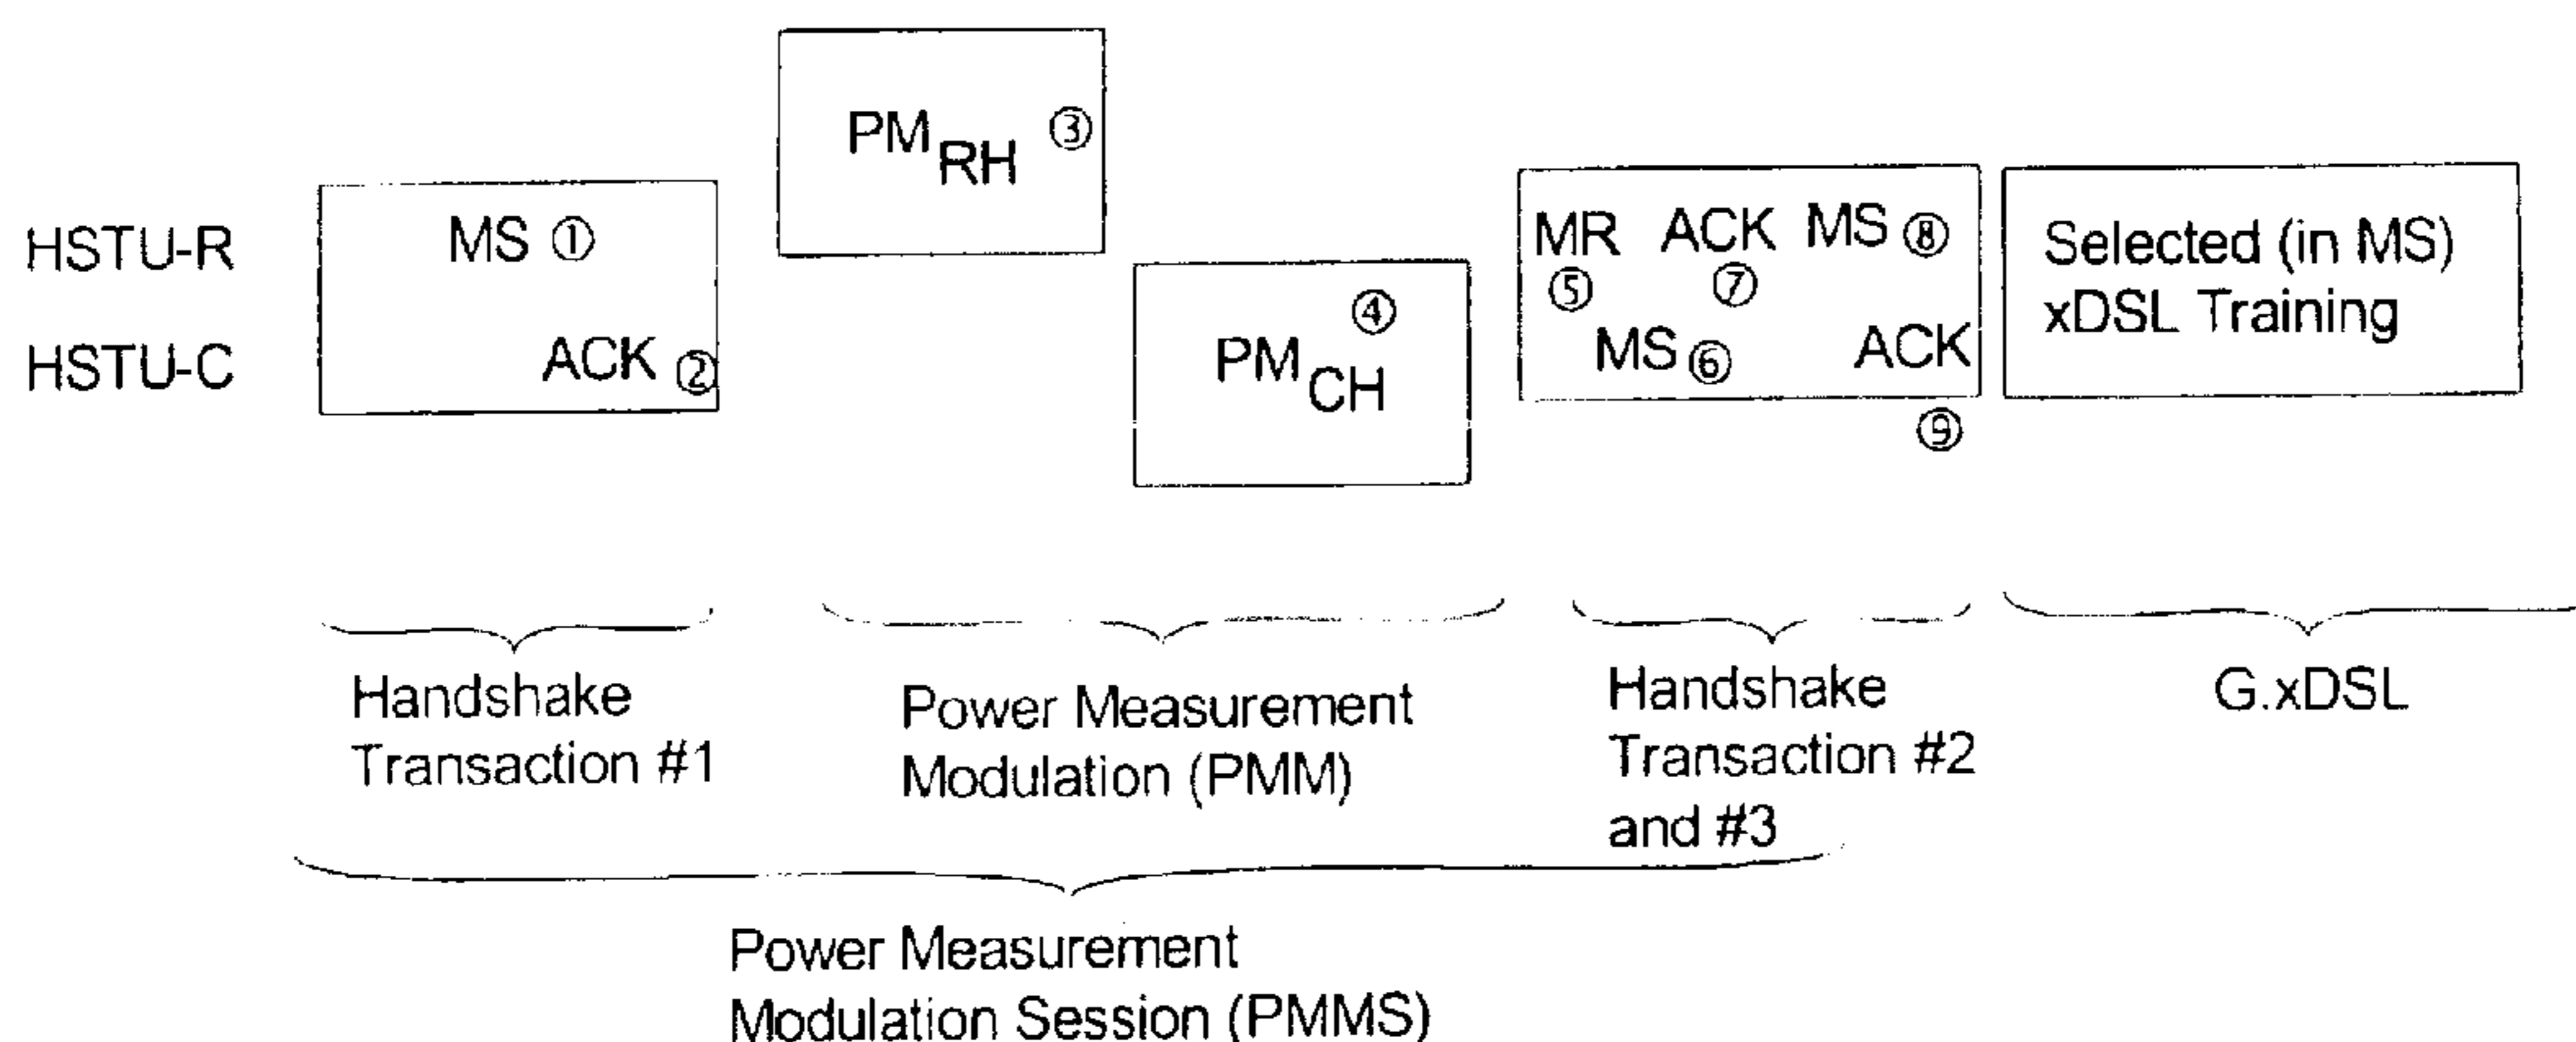 HSTU-R
HSTU-C
MS ①
ACK ②
PM RH ③
PM CH ④
MR ACK MS ⑧
⑤ ⑦
MS ⑥ ACK
⑨
Selected (in MS)
xDSL Training
Handshake
Transaction #1
Power Measurement
Modulation (PMM)
Handshake
Transaction #2
and #3
G.xDSL
Power Measurement
Modulation Session (PMMS)